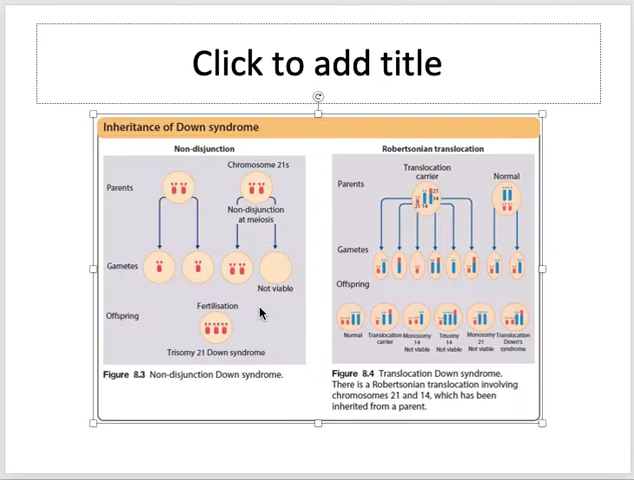 Click to add title
Inheritance of Down syndrome
Non-disjunction
Chromosome 21s
Parents
Non-disjunction
at meiosis
Gametes
Not viable
Fertilisation
Offspring
Trisomy 21 Down syndrome
Figure 8.3 Non-disjunction Down syndrome.
Robertsonian translocation
Translocation
carrier
Normal
Parents
21
14
21 14
Gametes
Offspring
Normal
Translocation
carrier
Monosomy
14
Not viable
Trisomy
14
Not viable
Monosomy
21
Not viable
Translocation
Down's
syndrome
Figure 8.4 Translocation Down syndrome.
There is a Robertsonian translocation involving
chromosomes 21 and 14, which has been
inherited from a parent.